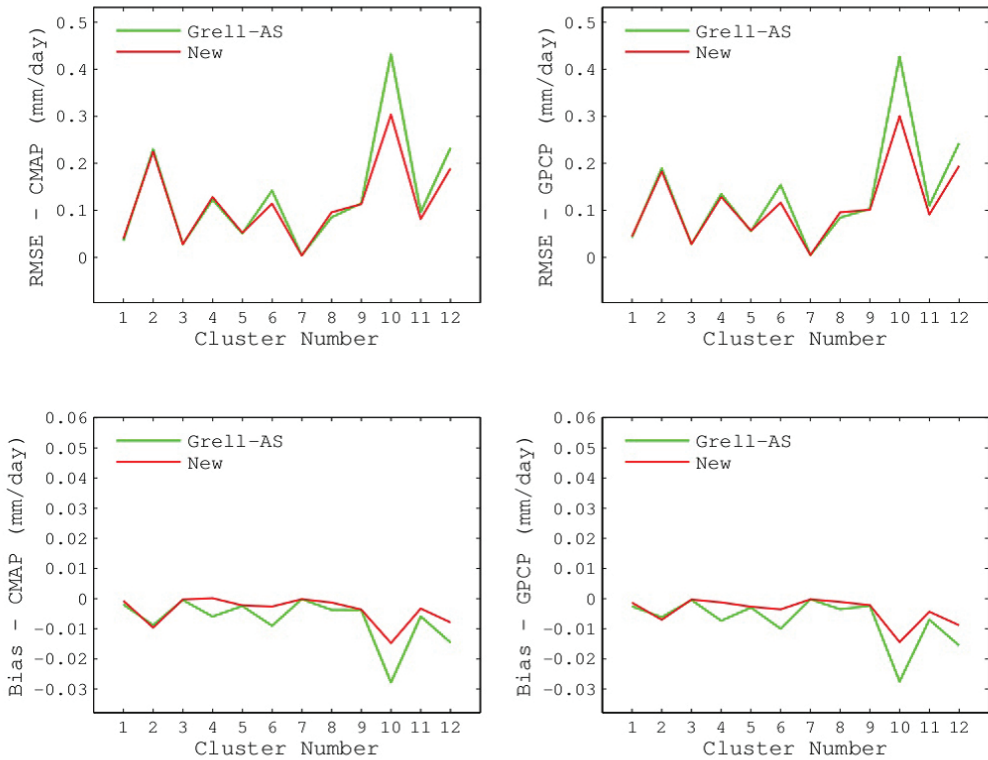 RMSE - CMAP (mm/day)
0.5
0.4
0.3
0.2
0.1
0
Grell-AS
New
1 2 3 4 5 6 7 8 9 10 11 12
Cluster Number
RMSE - GPCP (mm/day)
0.5
0.4
0.3
0.2
0.1
0
Grell-AS
New
1 2 3 4 5 6 7 8 9 10 11 12
Cluster Number
Bias - CMAP (mm/day)
0.06
0.05
0.04
0.03
0.02
0.01
0
-0.01
-0.02
-0.03
Grell-AS
New
1 2 3 4 5 6 7 8 9 10 11 12
Cluster Number
Bias - GPCP (mm/day)
0.06
0.05
0.04
0.03
0.02
0.01
0
-0.01
-0.02
-0.03
Grell-AS
New
1 2 3 4 5 6 7 8 9 10 11 12
Cluster Number